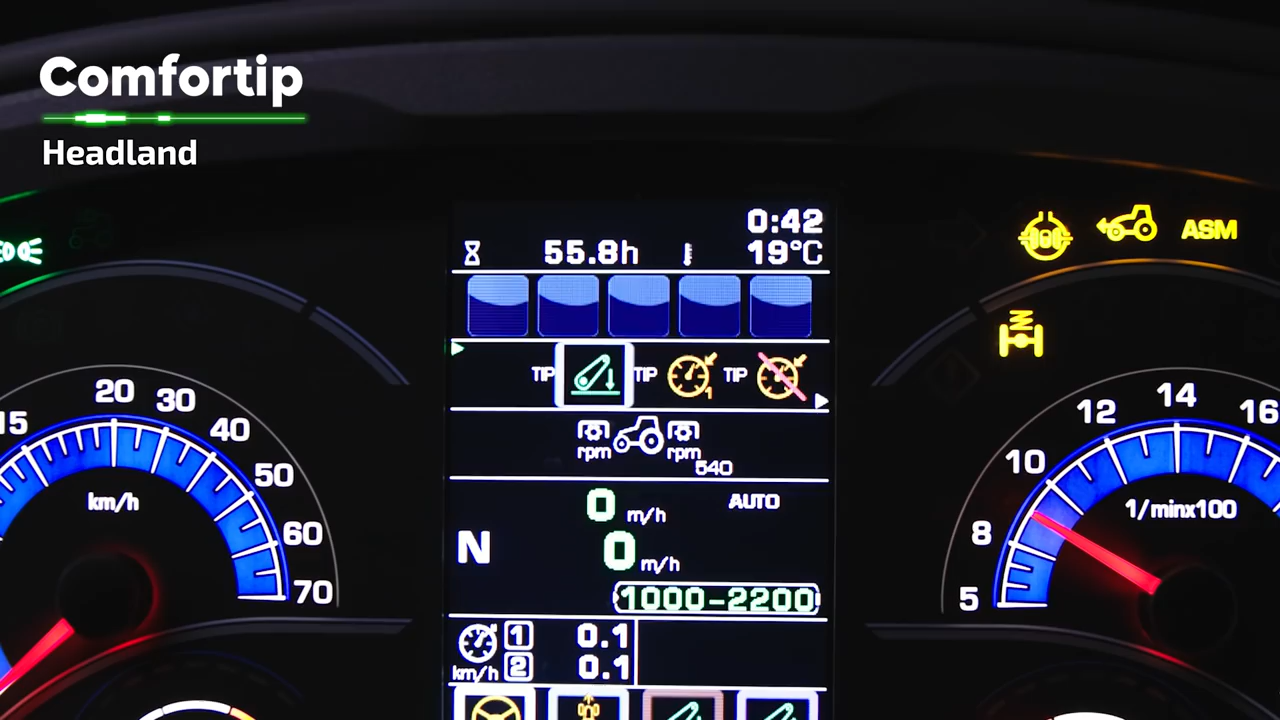 Comfortip
Headland
0:42
55.8h
19°C
TIP TIP 1 TIP
rpm rpm
540
0 m/h AUTO
N 0 m/h
1000-2200
1 0.1
km/h 2 0.1
15 20 30 40 50 60 70
km/h
ASM
5 8 10 12 14 16
1/minx100